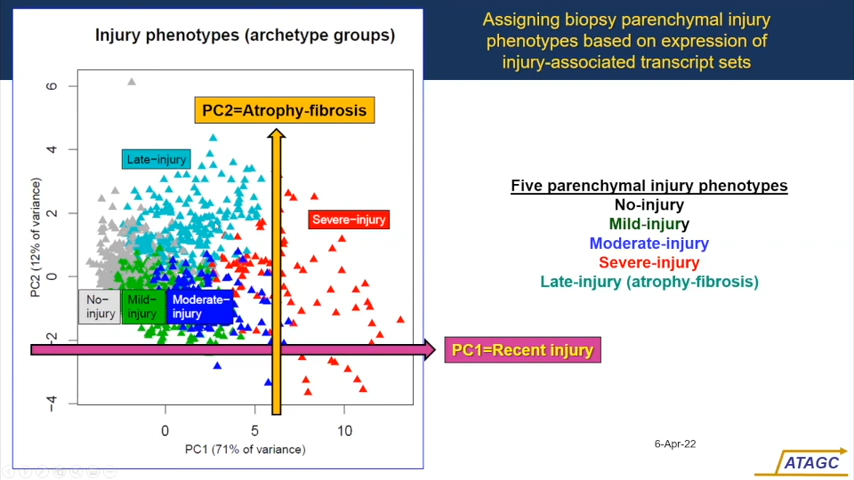 Assigning biopsy parenchymal injury
phenotypes based on expression of
injury-associated transcript sets
Injury phenotypes (archetype groups)
PC2=Atrophy-fibrosis
Late-injury
Severe-injury
No-
injury
Mild-
injury
Moderate-
injury
PC2 (12% of variance)
6
4
2
0
-2
-4
0
5
10
PC1 (71% of variance)
PC1=Recent injury
Five parenchymal injury phenotypes
No-injury
Mild-injury
Moderate-injury
Severe-injury
Late-injury (atrophy-fibrosis)
6-Apr-22
ATAGC